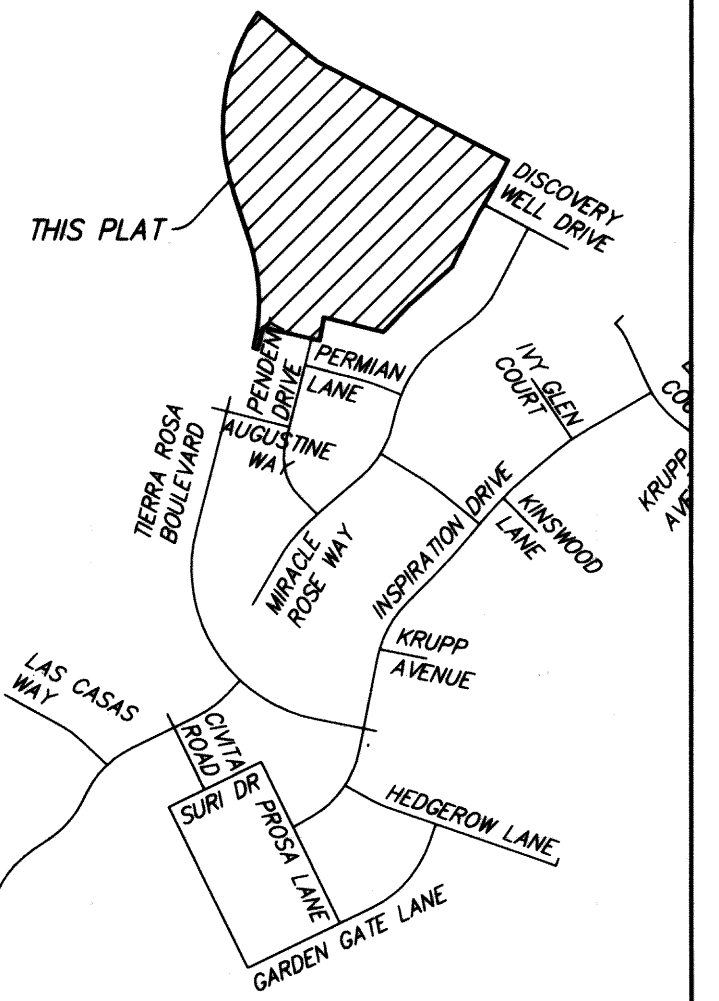 DISCOVERY
WELL DRIVE
THIS PLAT
PENDENT
DRIVE
PERMIAN
LANE
IVY GLEN
COURT
TIERRA ROSA
BOULEVARD
AUGUSTINE
WAY
KRUPP
INSPIRATION DRIVE
KINSWOOD
LANE
MIRACLE
ROSE WAY
KRUPP
AVENUE
LAS CASAS
WAY
CIVITA
ROAD
SURI DR
PROSA LANE
HEDGEROW LANE
GARDEN GATE LANE